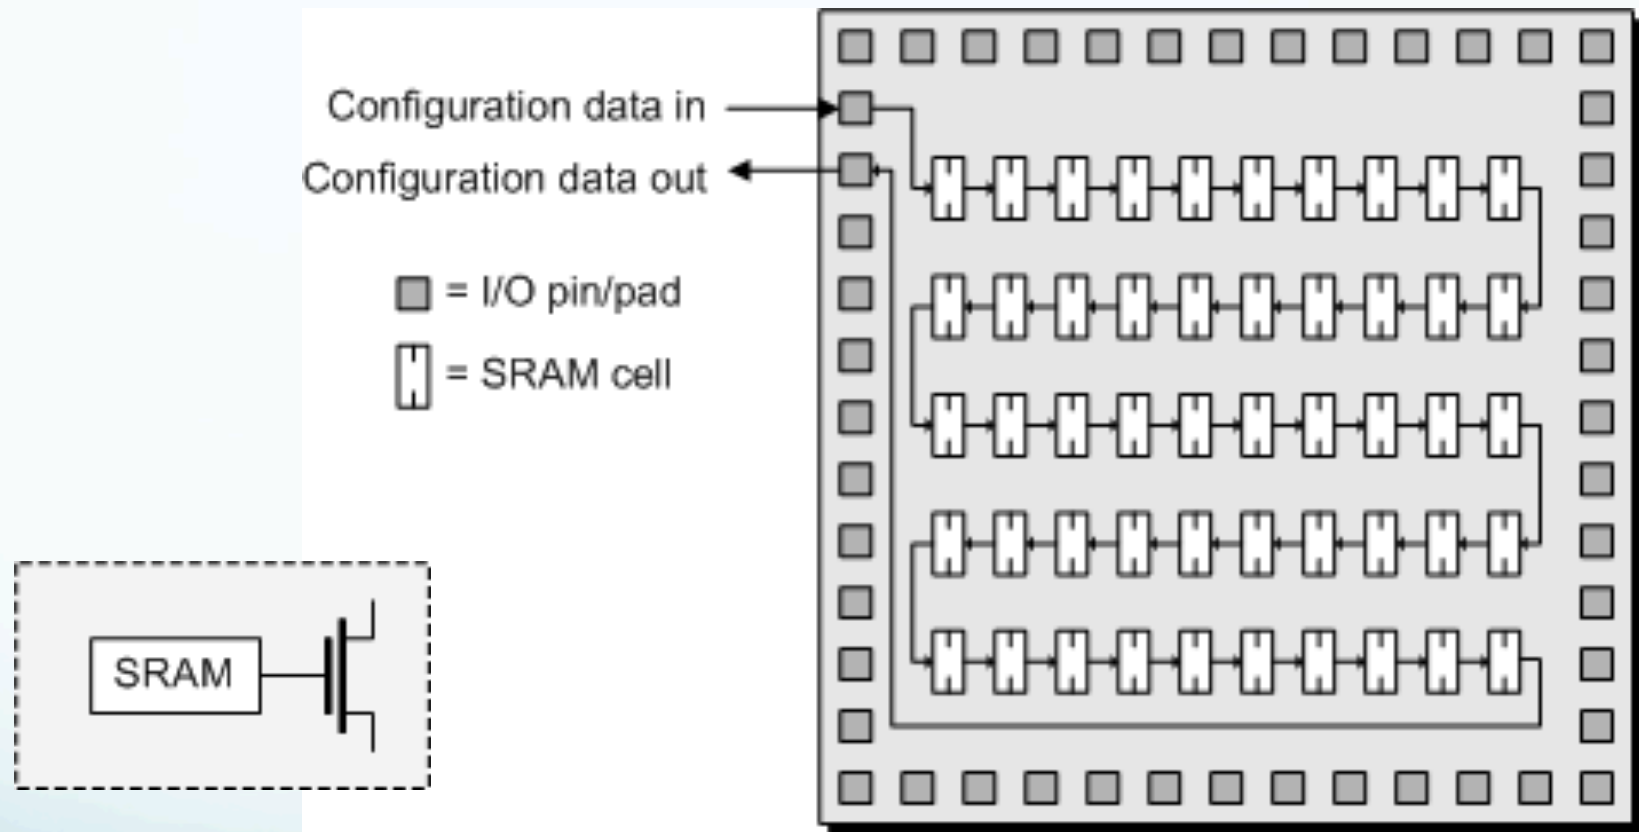 Configuration data in
Configuration data out
= I/O pin/pad
= SRAM cell
SRAM